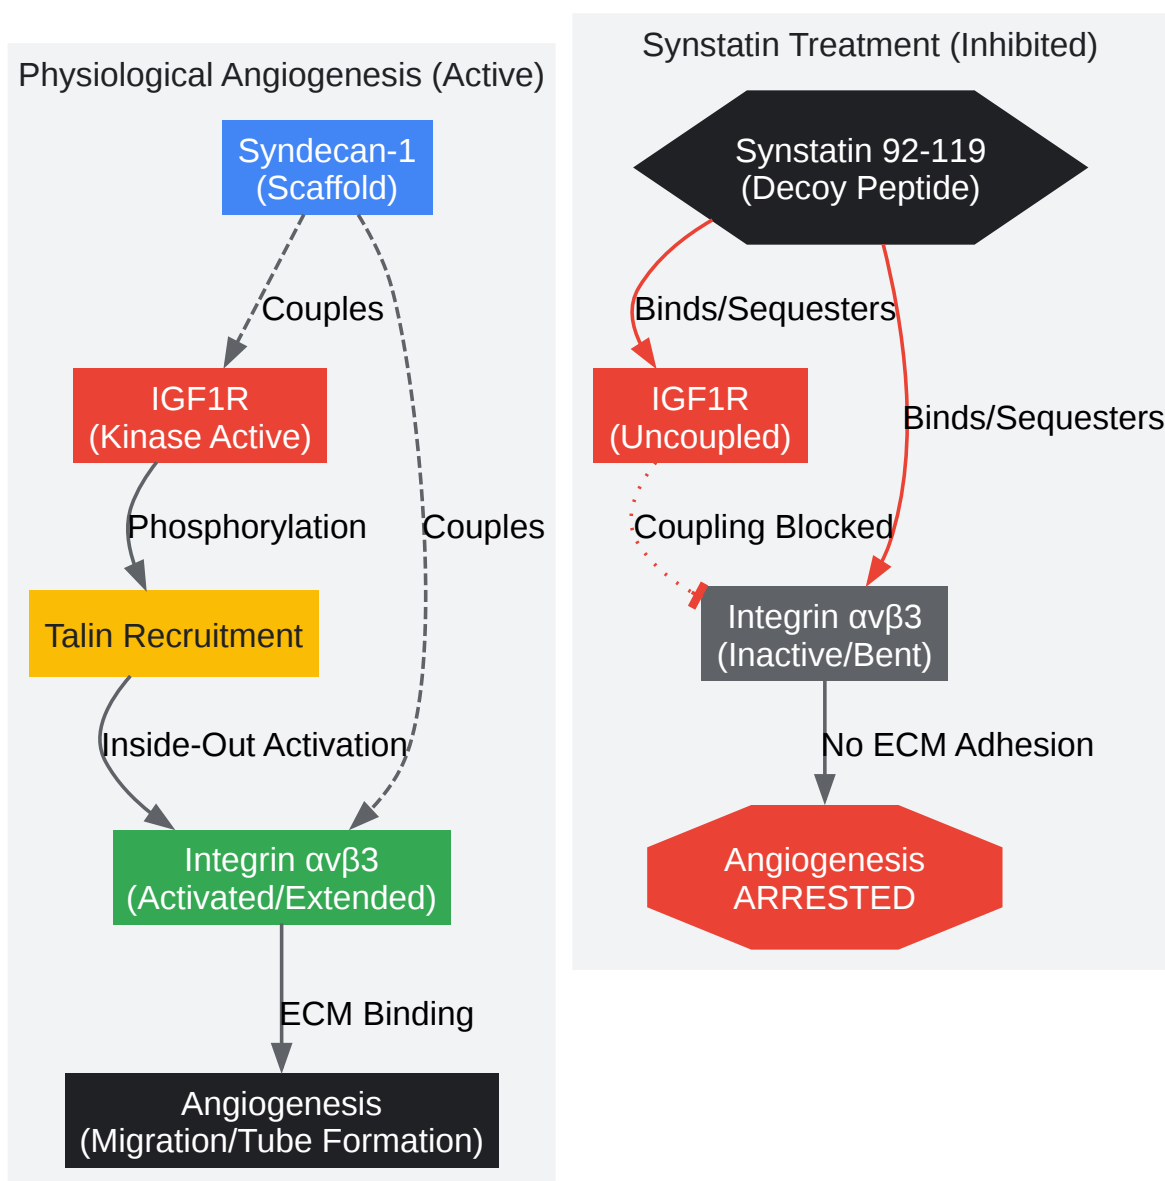 Physiological Angiogenesis (Active)
Syndecan-1
(Scaffold)
Couples
IGF1R
(Kinase Active)
Phosphorylation
Couples
Talin Recruitment
Inside-Out Activation
Integrin αvβ3
(Activated/Extended)
ECM Binding
Angiogenesis
(Migration/Tube Formation)
Synstatin Treatment (Inhibited)
Synstatin 92-119
(Decoy Peptide)
Binds/Sequesters
IGF1R
(Uncoupled)
Binds/Sequesters
Coupling Blocked
Integrin αvβ3
(Inactive/Bent)
No ECM Adhesion
Angiogenesis
ARRESTED